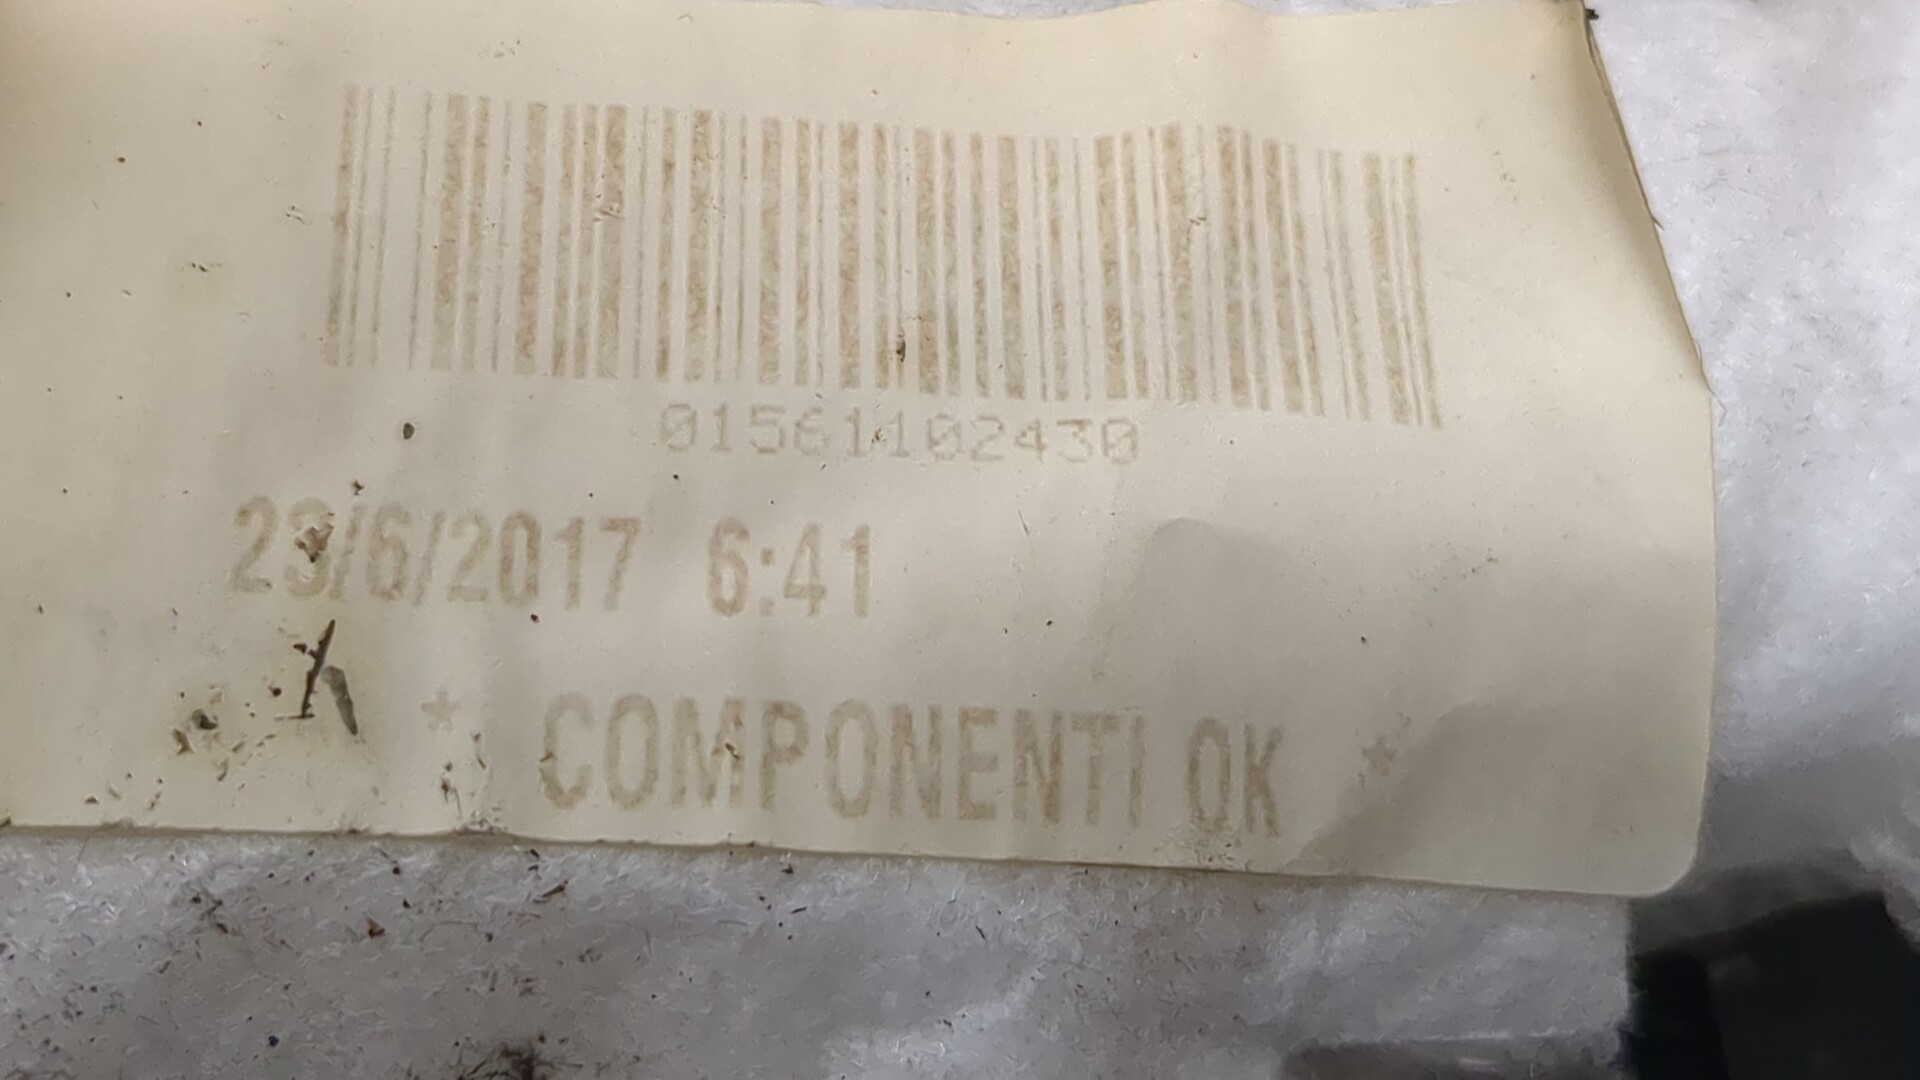 01561102430
23/6/2017 6:41
* COMPONENTI OK *